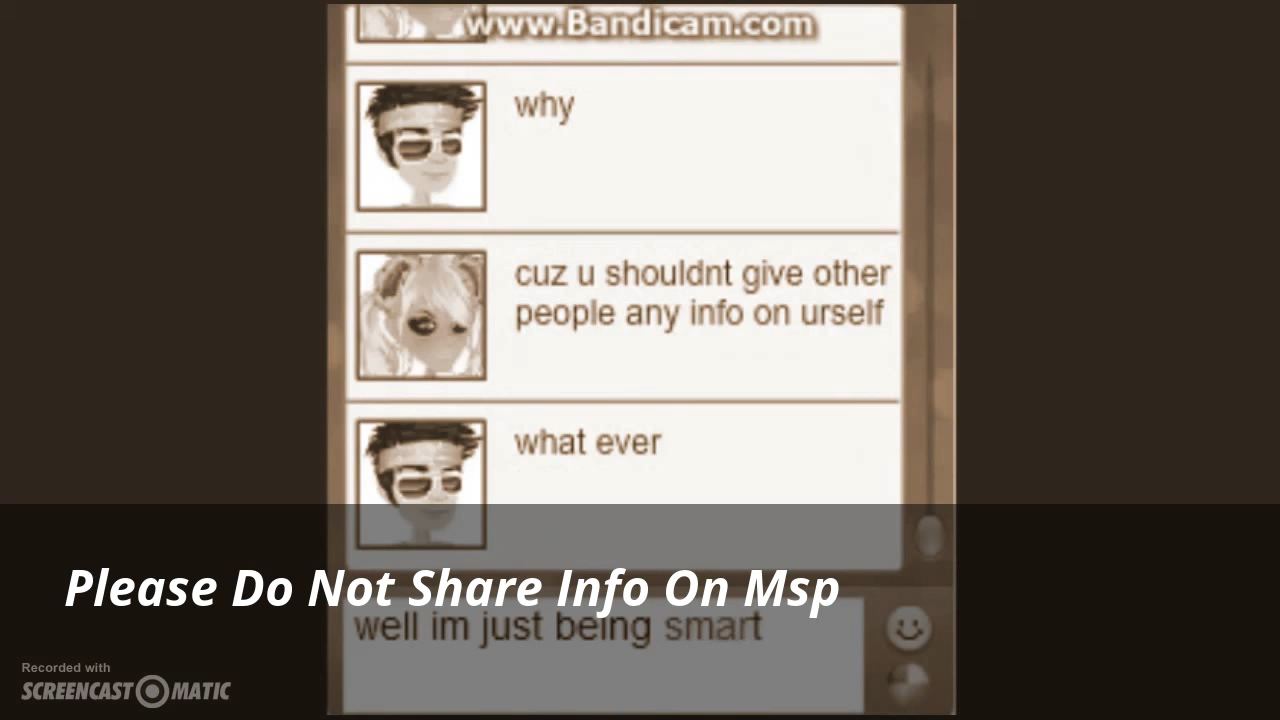 www.Bandicam.com
why
cuz u shouldnt give other
people any info on urself
what ever
Please Do Not Share Info On Msp
well im just being smart
Recorded with
SCREENCAST MATIC